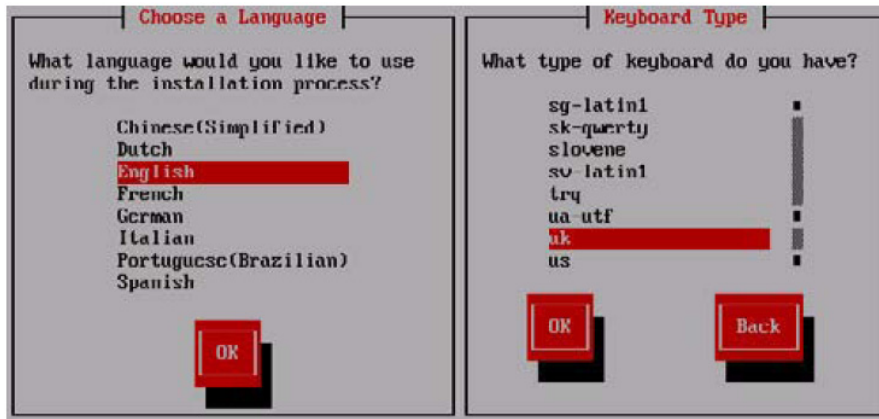 Choose a Language
What language would you like to use
during the installation process?
Chinese(Simplified)
Dutch
English
French
German
Italian
Portuguese(Brazilian)
Spanish
OK
Keyboard Type
What type of keyboard do you have?
sg-latin1
sk-qwerty
slovene
sv-latin1
trq
ua-utf
uk
us
OK
Back